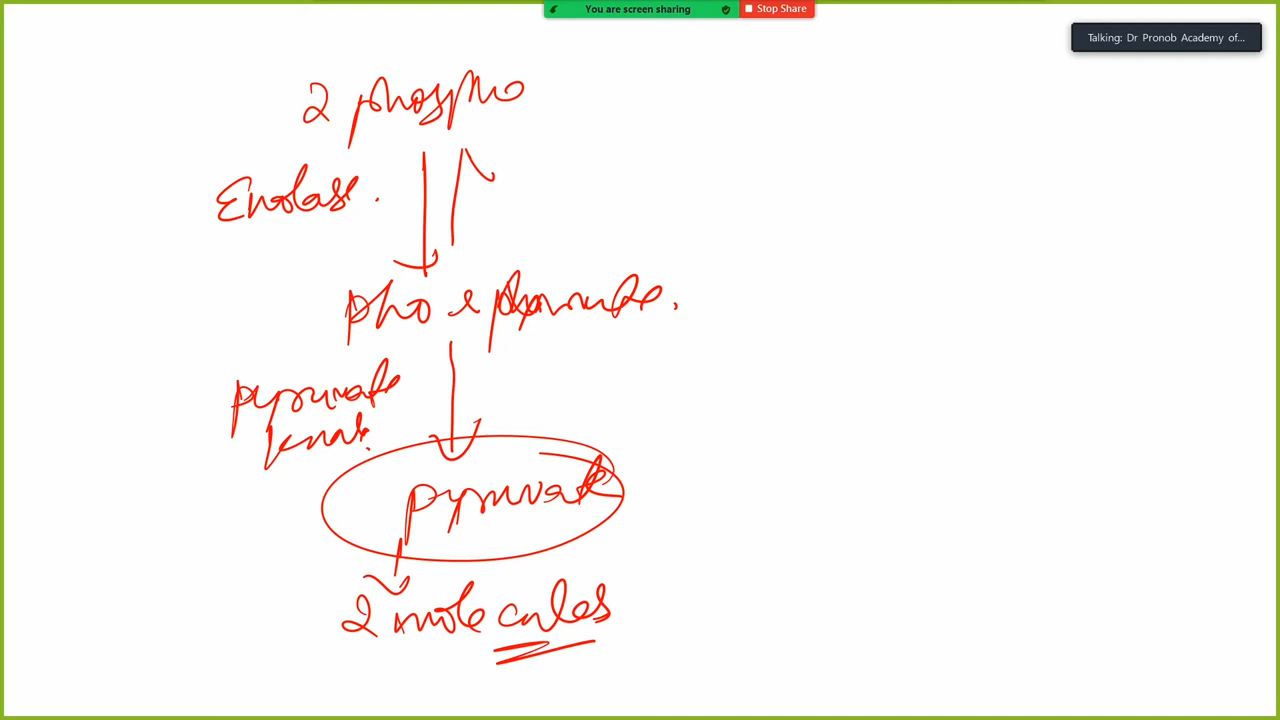 You are screen sharing
Stop Share
Talking: Dr Pronob Academy of...
2 phospho
Enolase.
pho e
pyruvate
pyruvate
2 molecules